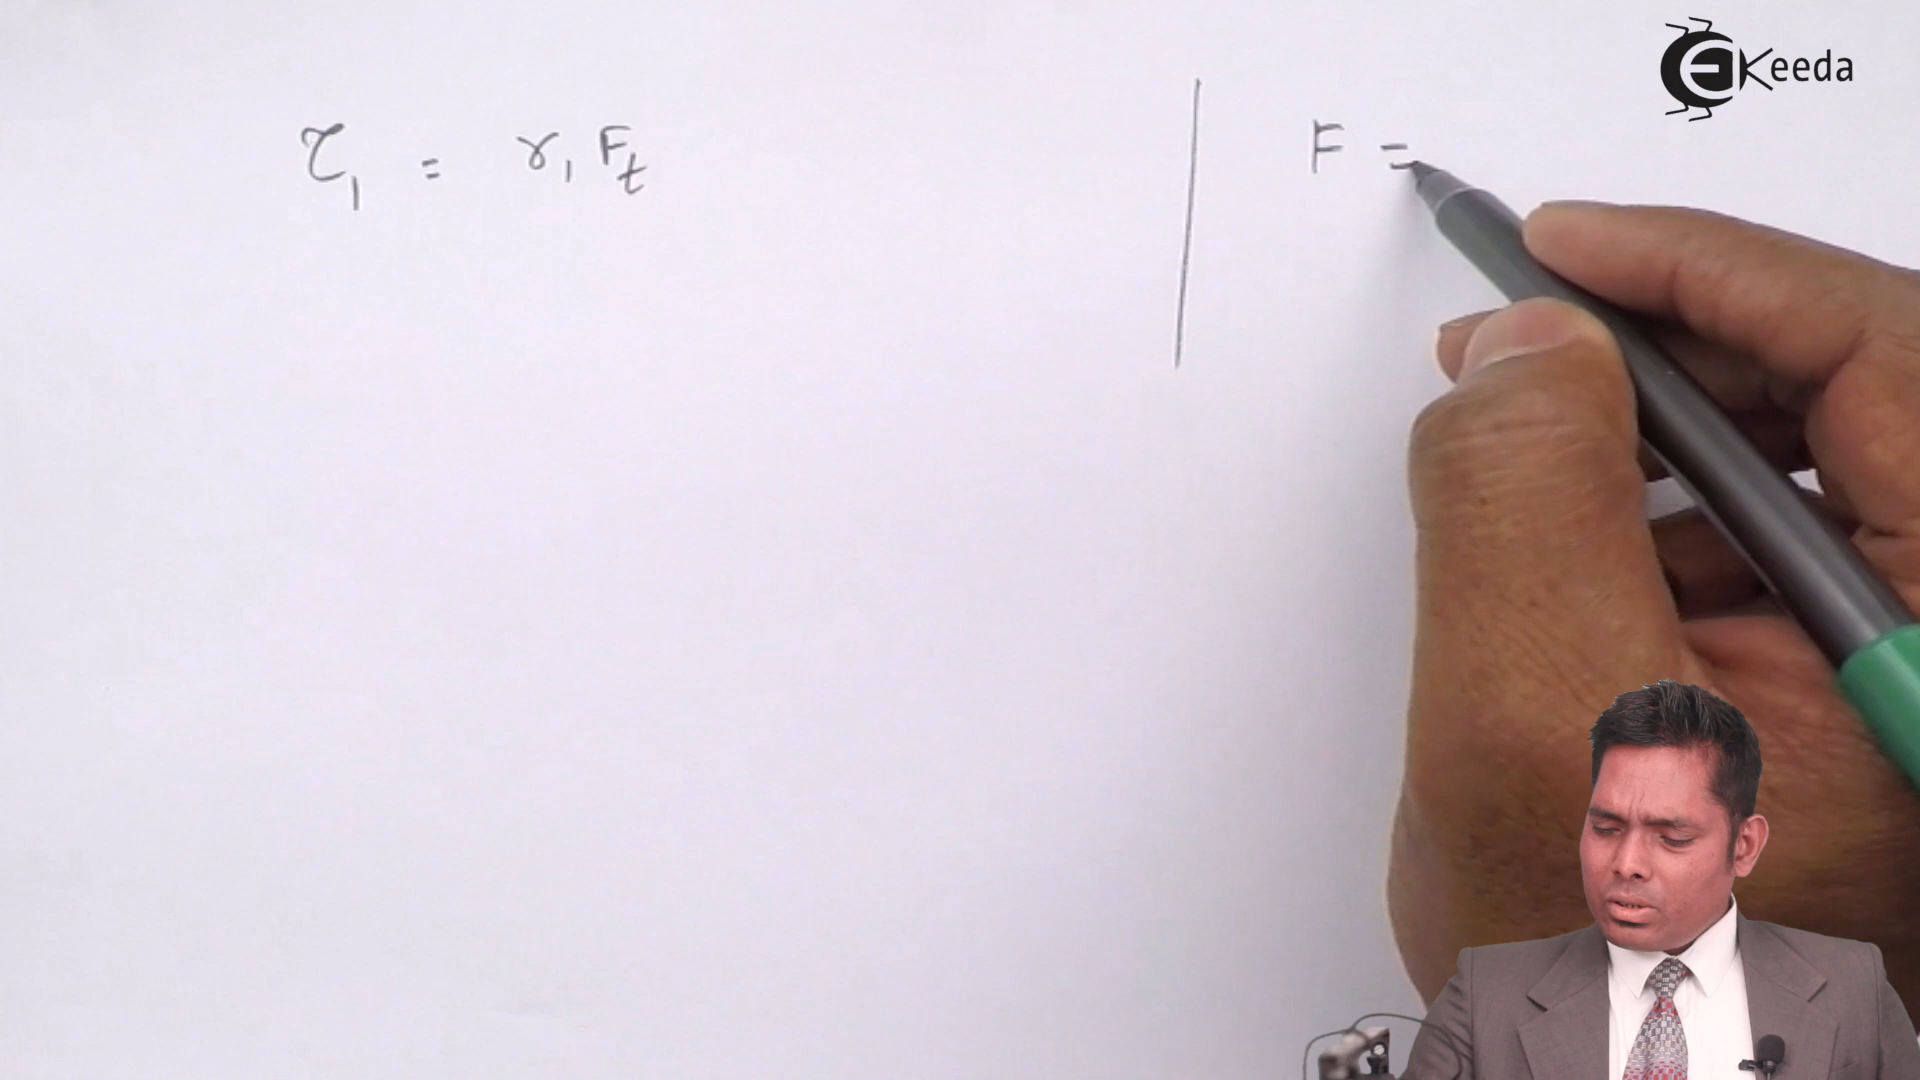 τ₁ = r₁ Fₜ
F =
EKeeda